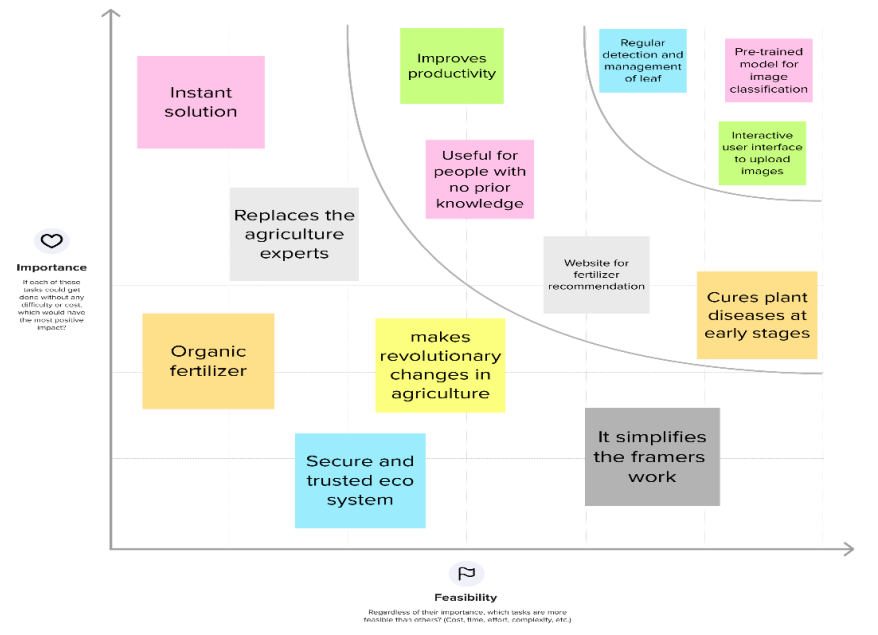 Instant
solution
Improves
productivity
Regular
detection and
management
of leaf
Pre-trained
model for
image
classification
Interactive
user interface
to upload
images
Useful for
people with
no prior
knowledge
Replaces the
agriculture
experts
Website for
fertilizer
recommendation
Cures plant
diseases at
early stages
Importance
If each of these
tasks could get
done without any
difficulty or cost,
which would have
the most positive
impact?
Organic
fertilizer
makes
revolutionary
changes in
agriculture
It simplifies
the framers
work
Secure and
trusted eco
system
Feasibility
Regardless of their importance, which tasks are more
feasible than others? (Cost, time, effort, complexity, etc.)